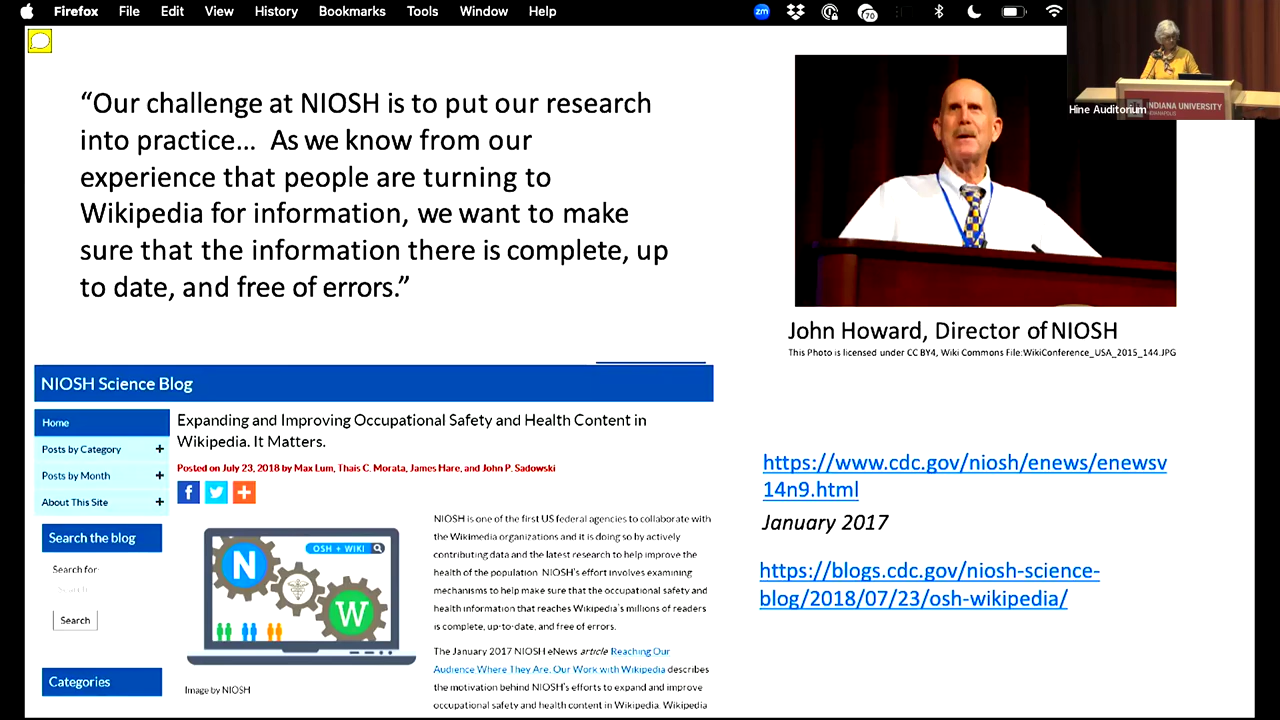 Firefox File Edit View History Bookmarks Tools Window Help
zm
70
Hine Auditorium
INDIANA UNIVERSITY
INDIANAPOLIS
“Our challenge at NIOSH is to put our research
into practice... As we know from our
experience that people are turning to
Wikipedia for information, we want to make
sure that the information there is complete, up
to date, and free of errors.”
John Howard, Director of NIOSH
This Photo is licensed under CC BY4, Wiki Commons File:WikiConference_USA_2015_144.JPG
NIOSH Science Blog
Home
Posts by Category +
Posts by Month +
About This Site +
Search the blog
Search for:
Search
Search
Categories
Expanding and Improving Occupational Safety and Health Content in
Wikipedia. It Matters.
Posted on July 23, 2018 by Max Lum, Thais C. Morata, James Hare, and John P. Sadowski
OSH + WIKI
N
W
Image by NIOSH
NIOSH is one of the first US federal agencies to collaborate with
the Wikimedia organizations and it is doing so by actively
contributing data and the latest research to help improve the
health of the population. NIOSH's effort involves examining
mechanisms to help make sure that the occupational safety and
health information that reaches Wikipedia's millions of readers
is complete, up-to-date, and free of errors.
The January 2017 NIOSH eNews article Reaching Our
Audience Where They Are. Our Work with Wikipedia describes
the motivation behind NIOSH's efforts to expand and improve
occupational safety and health content in Wikipedia. Wikipedia
https://www.cdc.gov/niosh/enews/enewsv
14n9.html
January 2017
https://blogs.cdc.gov/niosh-science-
blog/2018/07/23/osh-wikipedia/